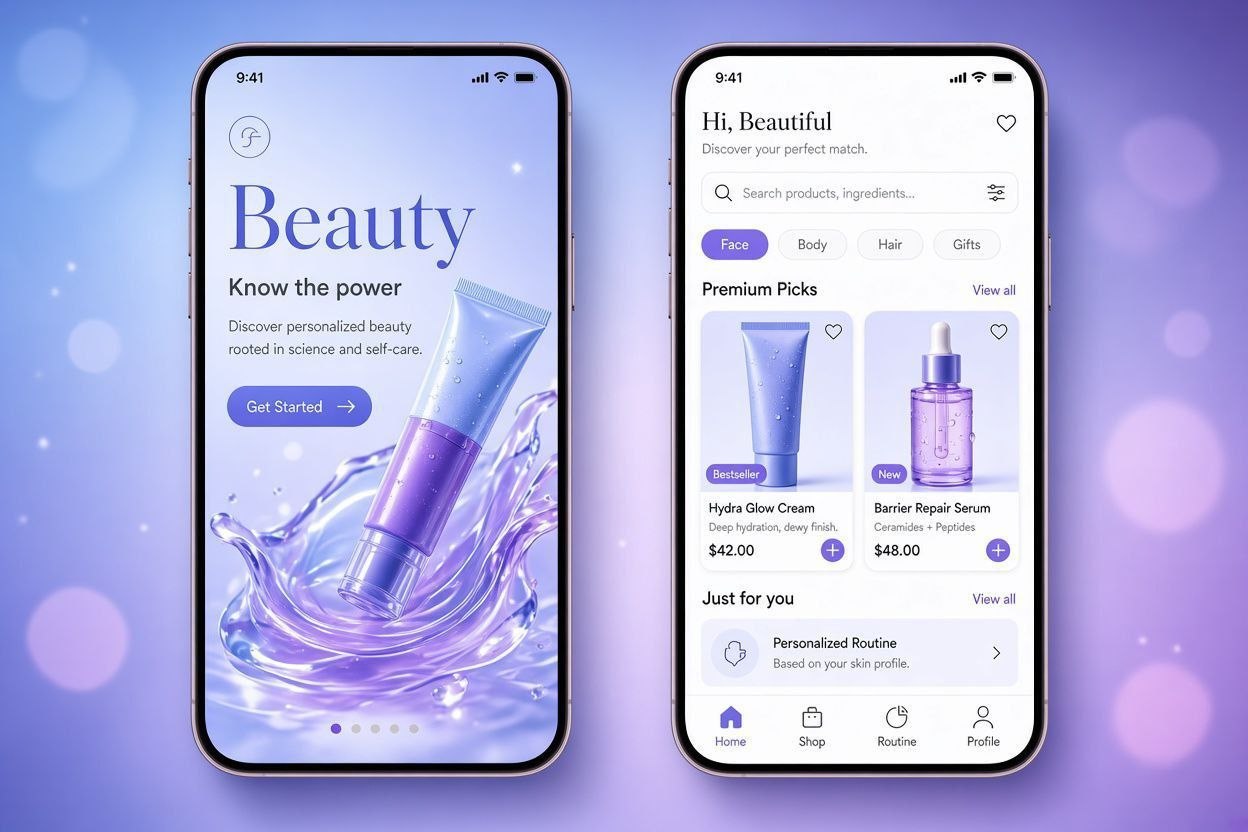 9:41
Beauty
Know the power
Discover personalized beauty
rooted in science and self-care.
Get Started
9:41
Hi, Beautiful
Discover your perfect match.
Search products, ingredients...
Face
Body
Hair
Gifts
Premium Picks
View all
Bestseller
New
Hydra Glow Cream
Deep hydration, dewy finish.
$42.00
Barrier Repair Serum
Ceramides + Peptides
$48.00
Just for you
View all
Personalized Routine
Based on your skin profile.
Home
Shop
Routine
Profile